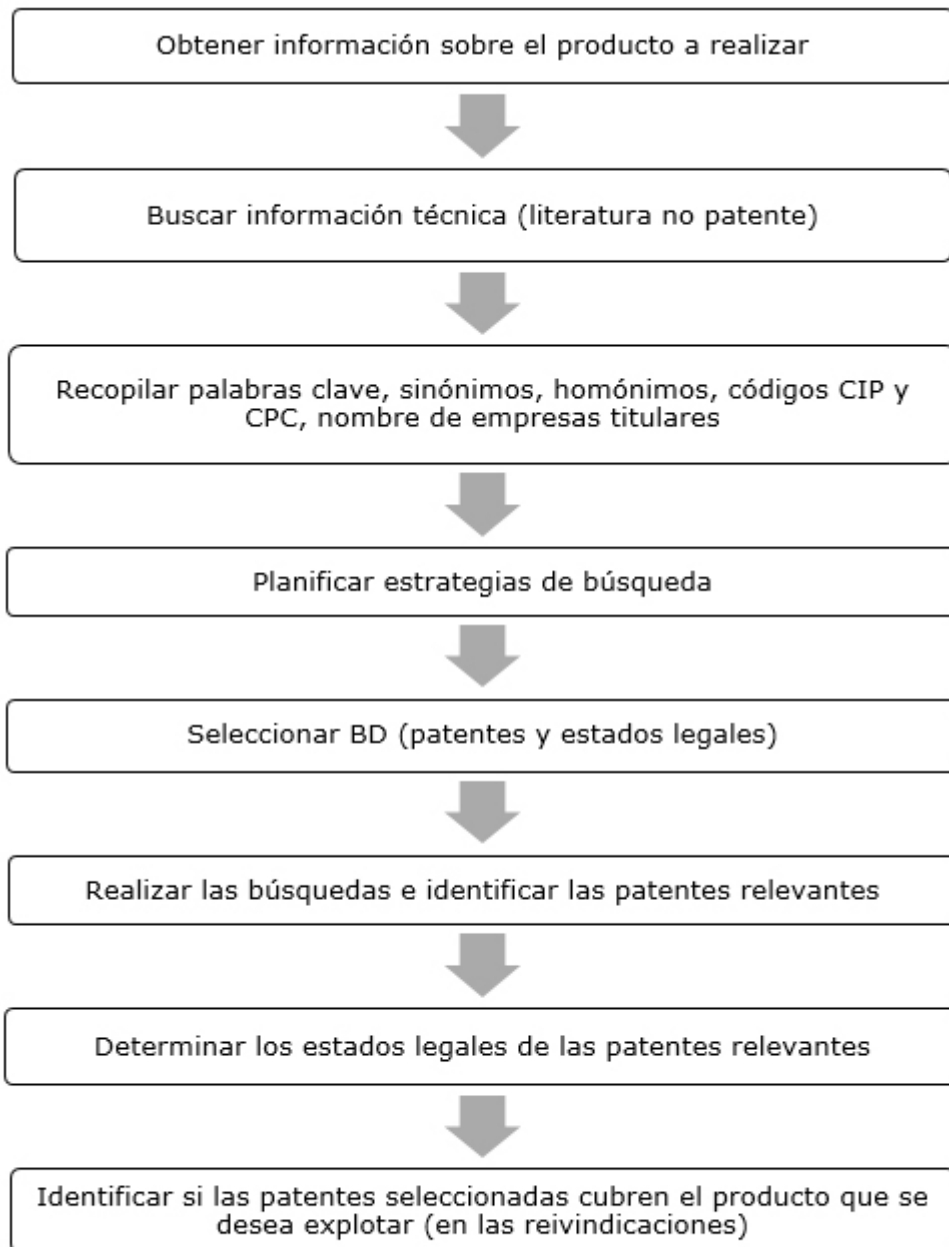 Obtener información sobre el producto a realizar
Buscar información técnica (literatura no patente)
Recopilar palabras clave, sinónimos, homónimos, códigos CIP y
CPC, nombre de empresas titulares
Planificar estrategias de búsqueda
Seleccionar BD (patentes y estados legales)
Realizar las búsquedas e identificar las patentes relevantes
Determinar los estados legales de las patentes relevantes
Identificar si las patentes seleccionadas cubren el producto que se
desea explotar (en las reivindicaciones)